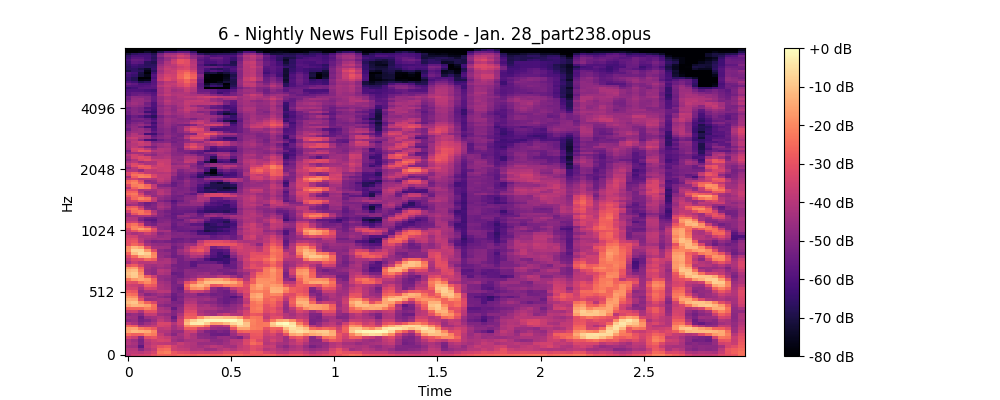 6 - Nightly News Full Episode - Jan. 28_part238.opus
Hz
4096
2048
1024
512
0
0 0.5 1 1.5 2 2.5
Time
+0 dB
-10 dB
-20 dB
-30 dB
-40 dB
-50 dB
-60 dB
-70 dB
-80 dB